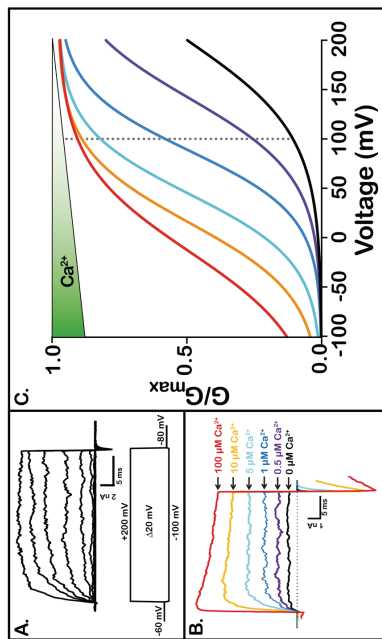 A.
2 nA
5 ms
+200 mV
Δ20 mV
-60 mV
-80 mV
-100 mV
B.
100 µM Ca²⁺
10 µM Ca²⁺
5 µM Ca²⁺
1 µM Ca²⁺
0.5 µM Ca²⁺
0 µM Ca²⁺
1 nA
5 ms
C.
Ca²⁺
G/Gmax
1.0
0.5
0.0
-100
-50
0
50
100
150
200
Voltage (mV)